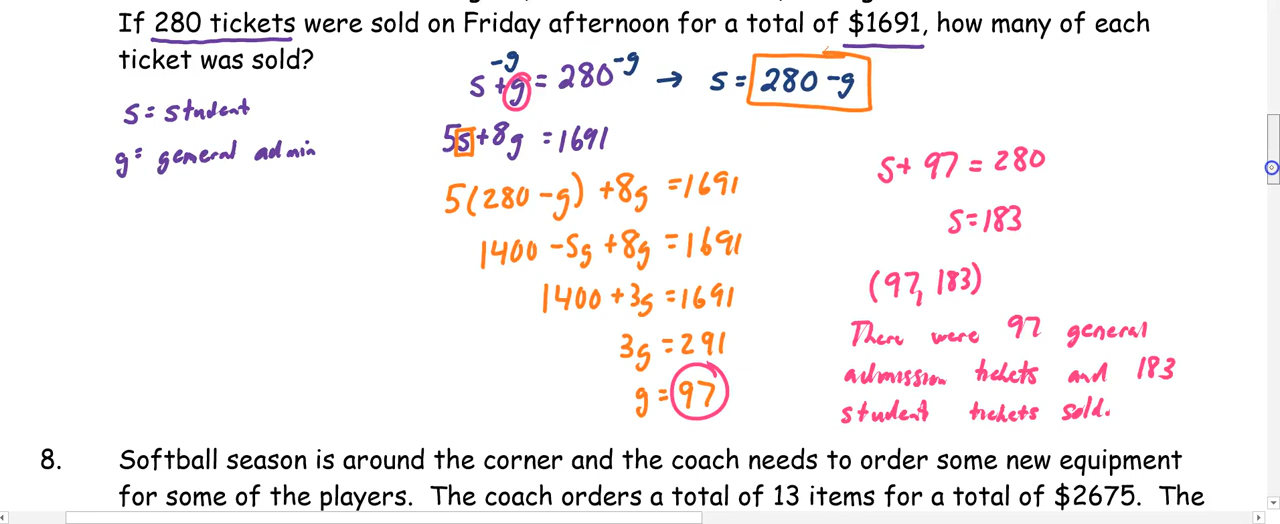 If 280 tickets were sold on Friday afternoon for a total of $1691, how many of each
ticket was sold?
-g -g
s + g = 280 → s = 280 - g
s = student
5s + 8g = 1691
g = general admin
5(280 - g) + 8g = 1691
1400 - 5g + 8g = 1691
1400 + 3g = 1691
3g = 291
g = 97
s + 97 = 280
s = 183
(97, 183)
There were 97 general
admission tickets and 183
student tickets sold.
8. Softball season is around the corner and the coach needs to order some new equipment
for some of the players. The coach orders a total of 13 items for a total of $2675. The